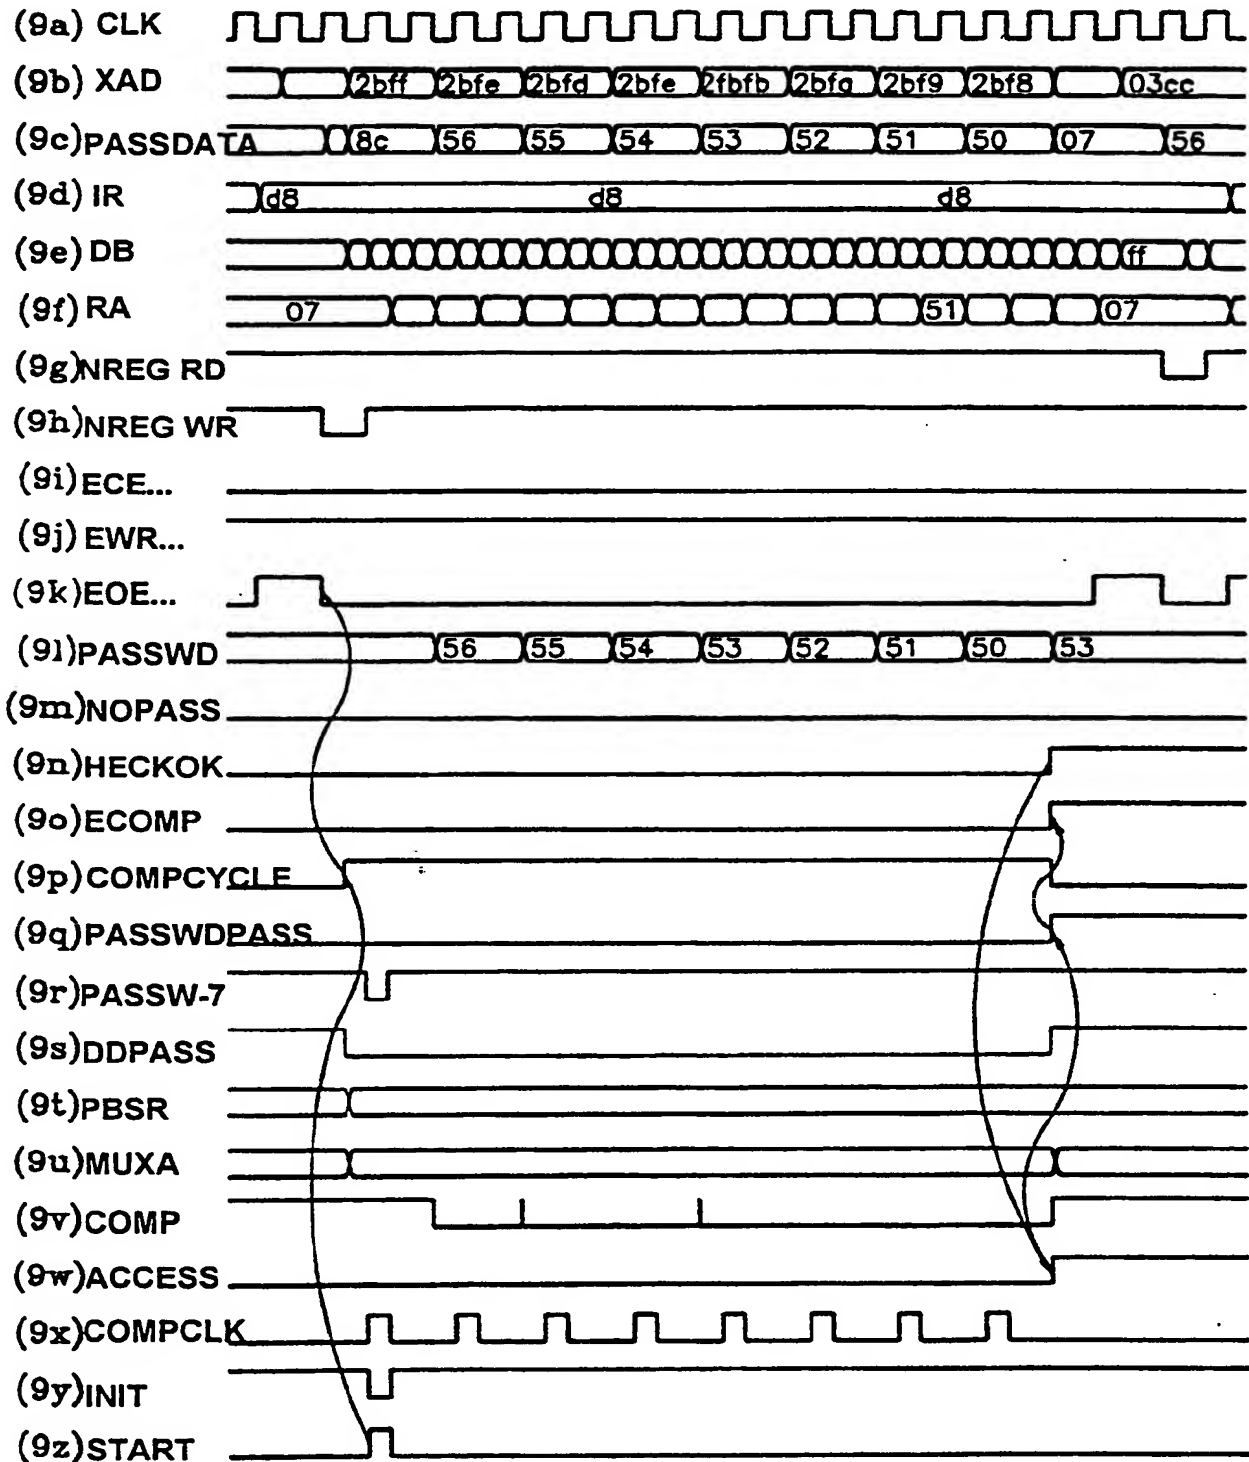 (9a) CLK
(9b) XAD 2bff 2bfe 2bfd 2bfe 2fbfb 2bfa 2bf9 2bf8 03cc
(9c) PASSDATA 8c 56 55 54 53 52 51 50 07 56
(9d) IR d8 d8 d8
(9e) DB ff
(9f) RA 07 51 07
(9g) NREG RD
(9h) NREG WR
(9i) ECE...
(9j) EWR...
(9k) EOE...
(9l) PASSWD 56 55 54 53 52 51 50 53
(9m) NOPASS
(9n) HECKOK
(9o) ECOMP
(9p) COMPCYCLE
(9q) PASSWDPASS
(9r) PASSW-7
(9s) DDPASS
(9t) PBSR
(9u) MUXA
(9v) COMP
(9w) ACCESS
(9x) COMPCLK
(9y) INIT
(9z) START